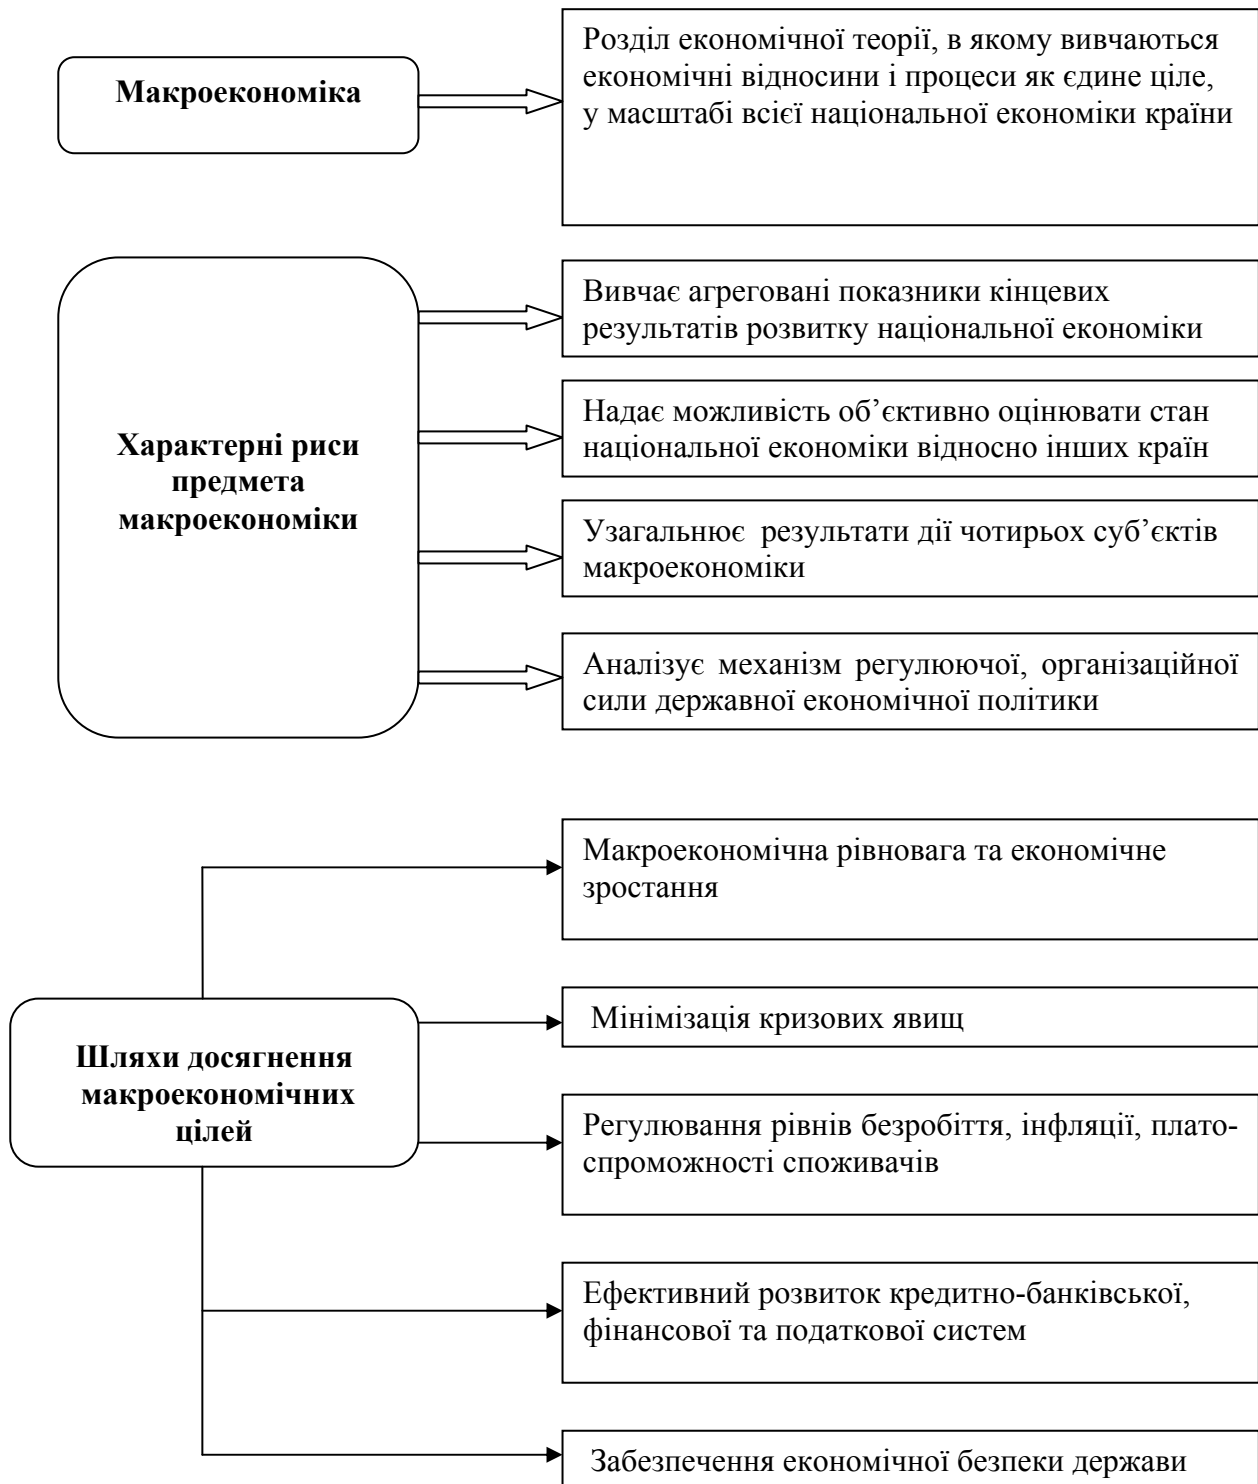 Макроекономіка
Розділ економічної теорії, в якому вивчаються
економічні відносини і процеси як єдине ціле,
у масштабі всієї національної економіки країни
Характерні риси
предмета
макроекономіки
Вивчає агреговані показники кінцевих
результатів розвитку національної економіки
Надає можливість об’єктивно оцінювати стан
національної економіки відносно інших країн
Узагальнює результати дії чотирьох суб’єктів
макроекономіки
Аналізує механізм регулюючої, організаційної
сили державної економічної політики
Шляхи досягнення
макроекономічних
цілей
Макроекономічна рівновага та економічне
зростання
Мінімізація кризових явищ
Регулювання рівнів безробіття, інфляції, плато-
спроможності споживачів
Ефективний розвиток кредитно-банківської,
фінансової та податкової систем
Забезпечення економічної безпеки держави